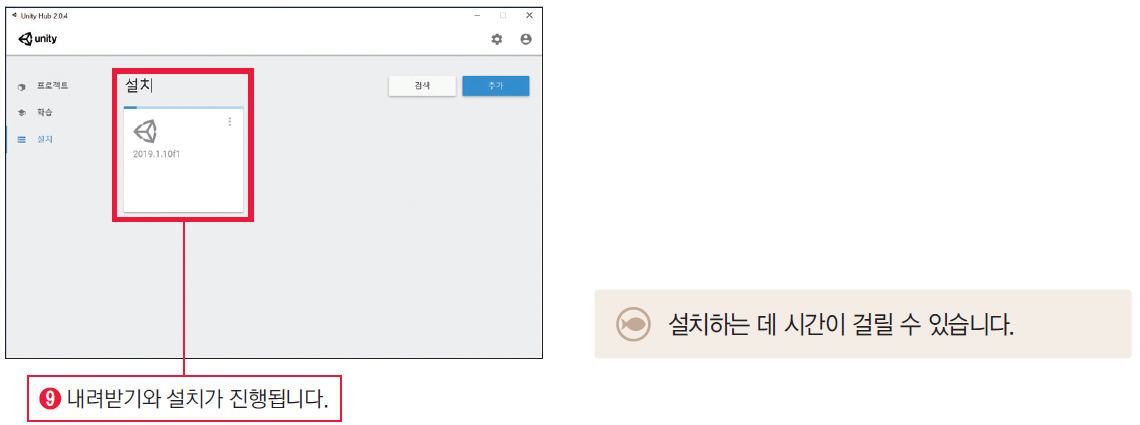 Unity Hub 2.0.4
unity
프로젝트
학습
설치
설치
검색
추가
2019.1.10f1
9 내려받기와 설치가 진행됩니다.
설치하는 데 시간이 걸릴 수 있습니다.